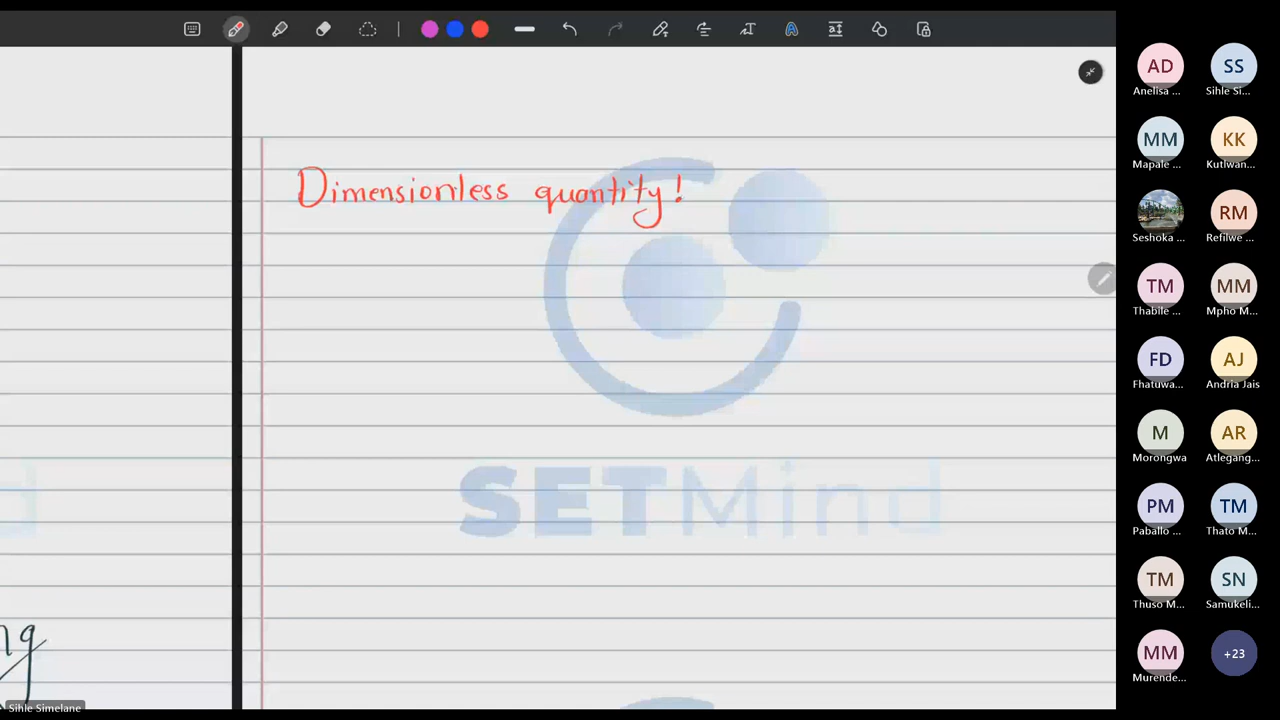 Dimensionless quantity!
SETMind
d
ng
Sihle Simelane
AD
SS
Anelisa ...
Sihle Si...
MM
KK
Mapale ...
Kutlwan...
RM
Seshoka ...
Refilwe ...
TM
MM
Thabile ...
Mpho M...
FD
AJ
Fhatuwa...
Andria Jais
M
AR
Morongwa
Atlegang...
PM
TM
Paballo ...
Thato M...
TM
SN
Thuso M...
Samukeli...
MM
+23
Murende...